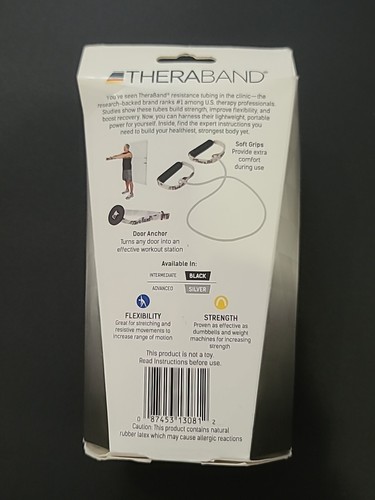 THERABAND®
You've seen TheraBand® resistance tubing in the clinic—the
research-backed brand ranks #1 among U.S. therapy professionals.
Studies show these tubes build strength, improve flexibility, and
boost recovery. Now, you can harness their lightweight, portable
power for yourself. Inside, find the expert instructions you
need to build your healthiest, strongest body yet.
Soft Grips
Provide extra
comfort
during use
Door Anchor
Turns any door into an
effective workout station
Available In:
INTERMEDIATE BLACK
ADVANCED SILVER
FLEXIBILITY
Great for stretching and
resistive movements to
increase range of motion
STRENGTH
Proven as effective as
dumbbells and weight
machines for increasing
strength
This product is not a toy.
Read Instructions before use.
0 87453 13081 2
Caution: This product contains natural
rubber latex which may cause allergic reactions